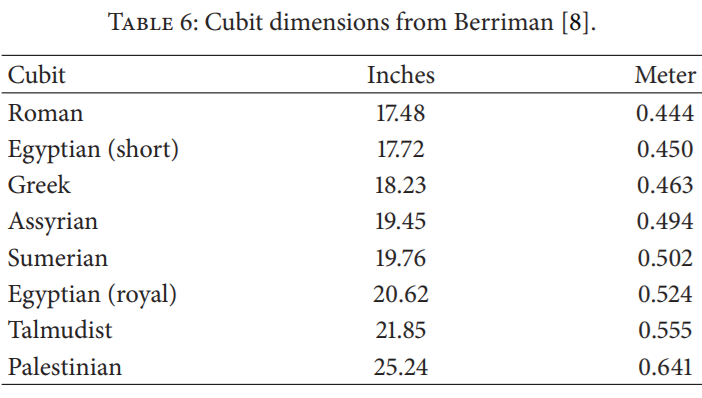 TABLE 6: Cubit dimensions from Berriman [8].
Cubit Inches Meter
Roman 17.48 0.444
Egyptian (short) 17.72 0.450
Greek 18.23 0.463
Assyrian 19.45 0.494
Sumerian 19.76 0.502
Egyptian (royal) 20.62 0.524
Talmudist 21.85 0.555
Palestinian 25.24 0.641